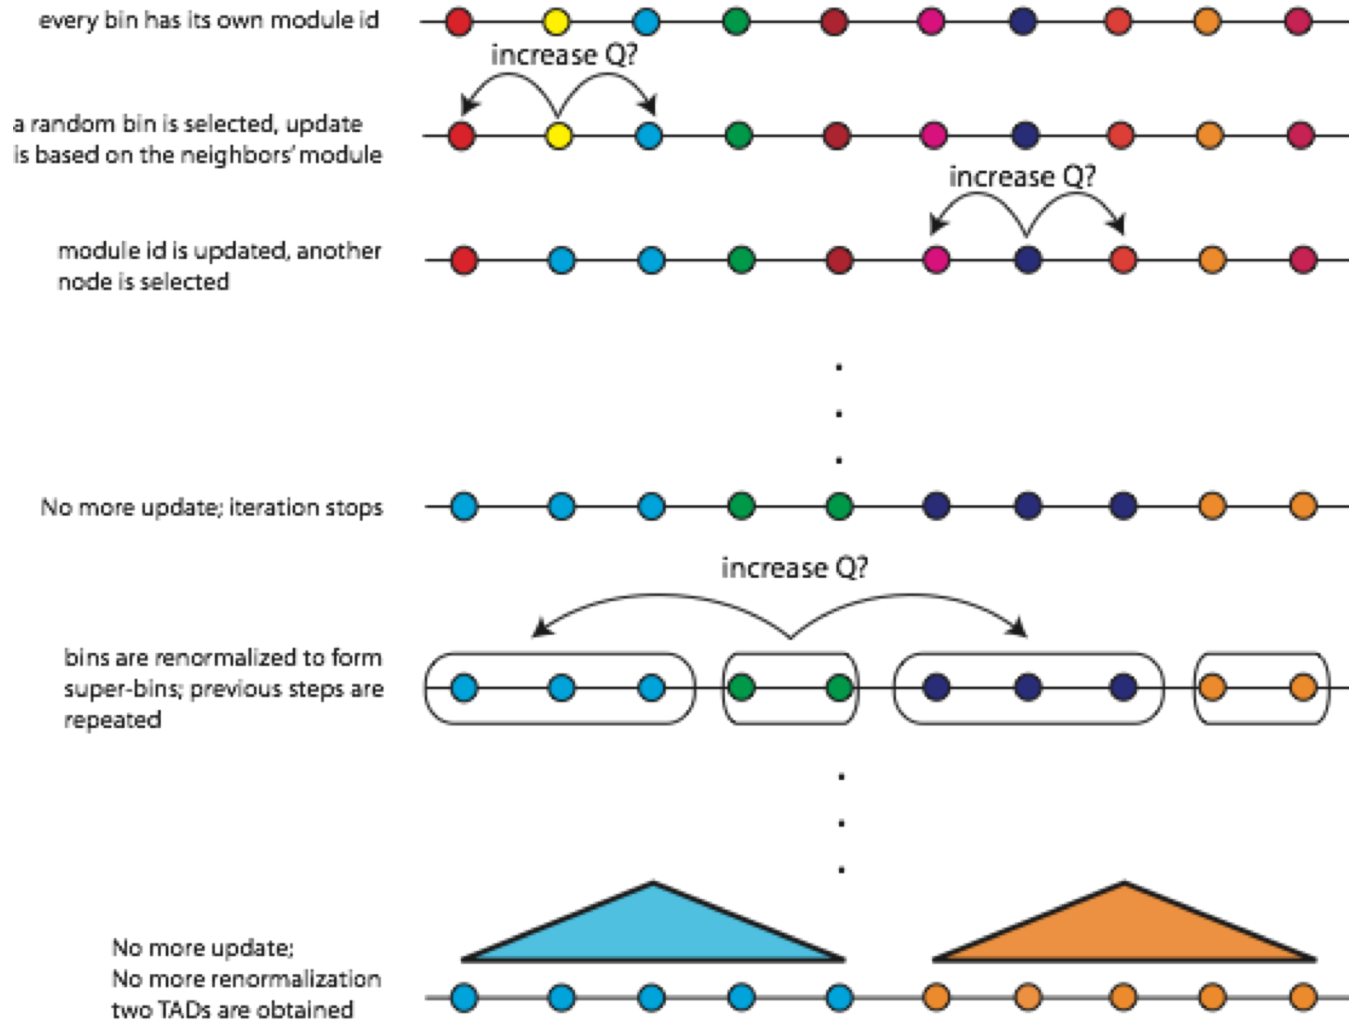 every bin has its own module id
increase Q?
a random bin is selected, update
is based on the neighbors' module
increase Q?
module id is updated, another
node is selected
No more update; iteration stops
increase Q?
bins are renormalized to form
super-bins; previous steps are
repeated
No more update;
No more renormalization
two TADs are obtained